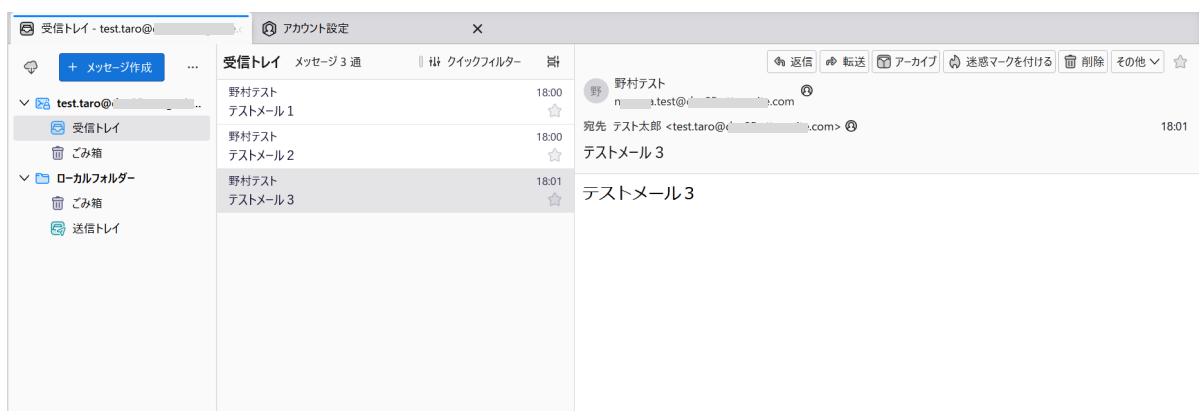 受信トレイ - test.taro@
アカウント設定
+ メッセージ作成
test.taro@
受信トレイ
ごみ箱
ローカルフォルダー
ごみ箱
送信トレイ
受信トレイ メッセージ 3 通 クイックフィルター
野村テスト 18:00
テストメール 1
野村テスト 18:00
テストメール 2
野村テスト 18:01
テストメール 3
返信 転送 アーカイブ 迷惑マークを付ける 削除 その他
野 野村テスト
a.test@ .com
宛先 テスト太郎 <test.taro@ .com> 18:01
テストメール 3
テストメール 3